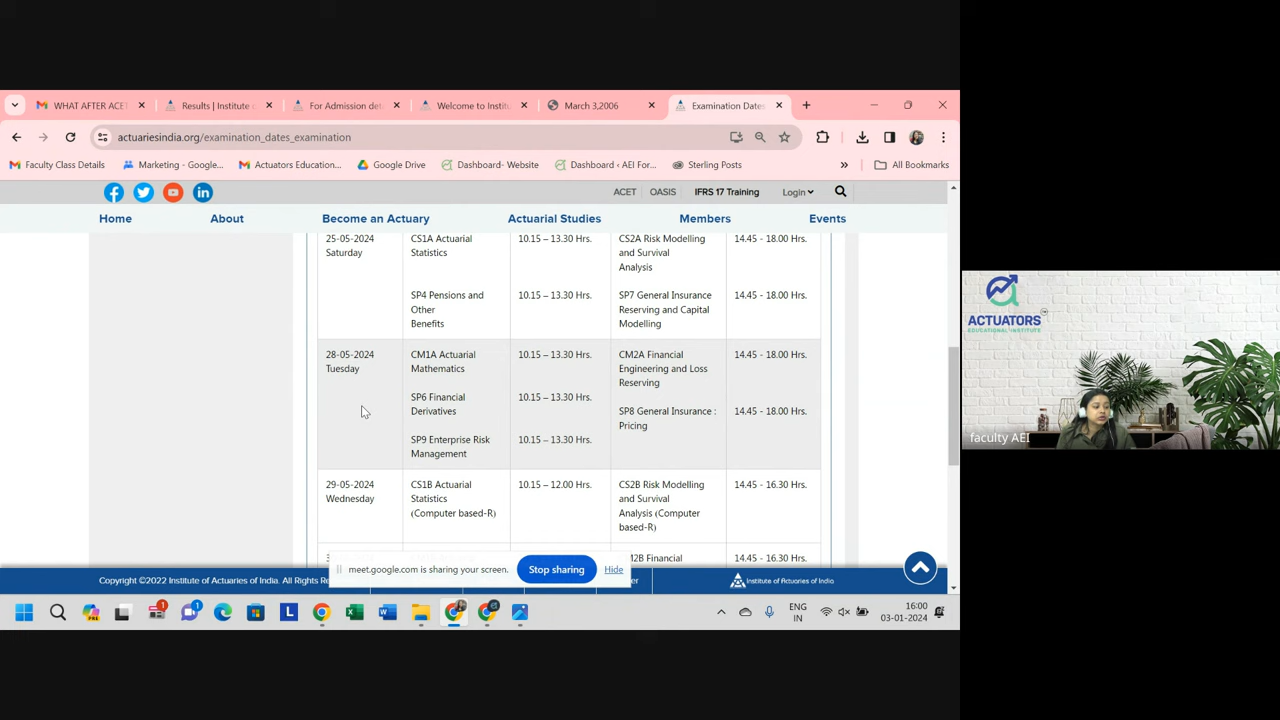 WHAT AFTER ACET
Results | Institute o
For Admission det
Welcome to Institu
March 3,2006
Examination Dates
actuariesindia.org/examination_dates_examination
Faculty Class Details
Marketing - Google...
Actuators Education...
Google Drive
Dashboard- Website
Dashboard ‹ AEI For...
Sterling Posts
»
All Bookmarks
ACET OASIS IFRS 17 Training Login
Home About Become an Actuary Actuarial Studies Members Events
25-05-2024
Saturday
CS1A Actuarial
Statistics
10.15 – 13.30 Hrs.
CS2A Risk Modelling
and Survival
Analysis
14.45 - 18.00 Hrs.
SP4 Pensions and
Other
Benefits
10.15 – 13.30 Hrs.
SP7 General Insurance
Reserving and Capital
Modelling
14.45 - 18.00 Hrs.
28-05-2024
Tuesday
CM1A Actuarial
Mathematics
10.15 – 13.30 Hrs.
CM2A Financial
Engineering and Loss
Reserving
14.45 - 18.00 Hrs.
SP6 Financial
Derivatives
10.15 – 13.30 Hrs.
SP8 General Insurance :
Pricing
14.45 - 18.00 Hrs.
SP9 Enterprise Risk
Management
10.15 – 13.30 Hrs.
29-05-2024
Wednesday
CS1B Actuarial
Statistics
(Computer based-R)
10.15 – 12.00 Hrs.
CS2B Risk Modelling
and Survival
Analysis (Computer
based-R)
14.45 - 16.30 Hrs.
CM2B Financial
14.45 - 16.30 Hrs.
meet.google.com is sharing your screen.
Stop sharing
Hide
Copyright ©2022 Institute of Actuaries of India. All Rights Re
Institute of Actuaries of India
ENG
IN
16:00
03-01-2024
ACTUATORS
EDUCATIONAL INSTITUTE
faculty AEI